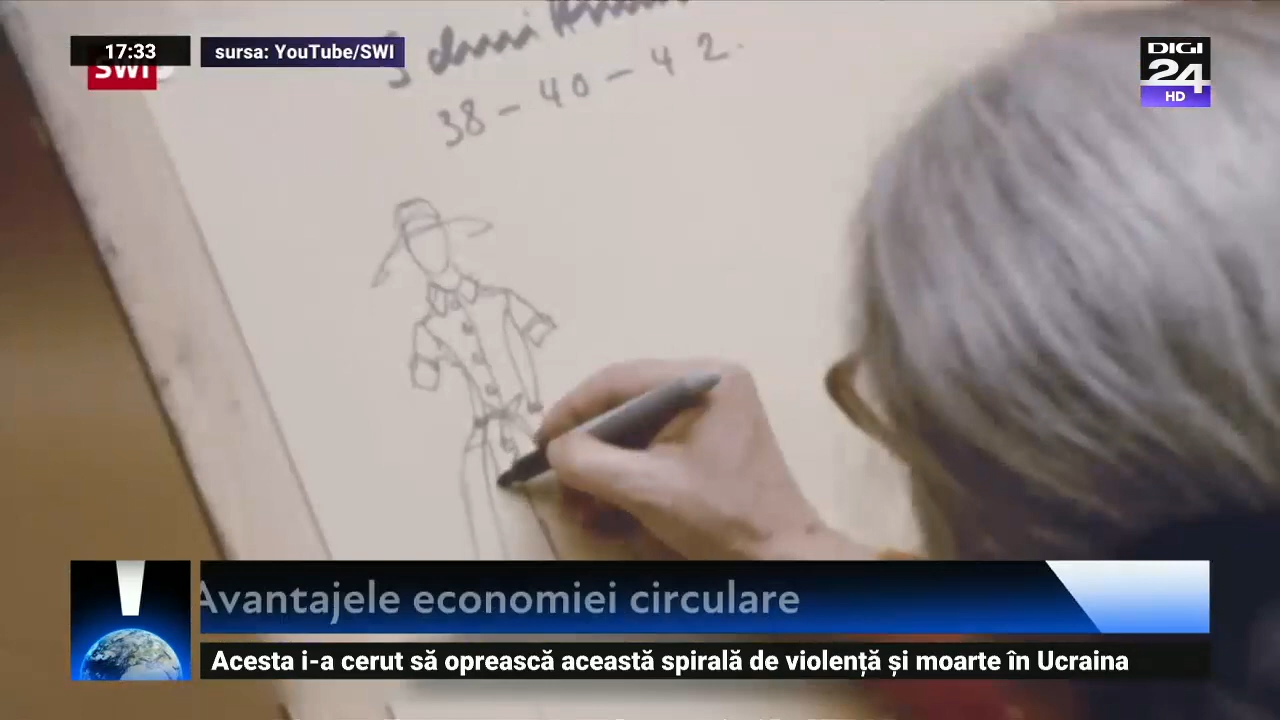 17:33
sursa: YouTube/SWI
SWI
DIGI
24
HD
38 - 40 - 42.
Avantajele economiei circulare
Acesta i-a cerut să oprească această spirală de violență și moarte în Ucraina